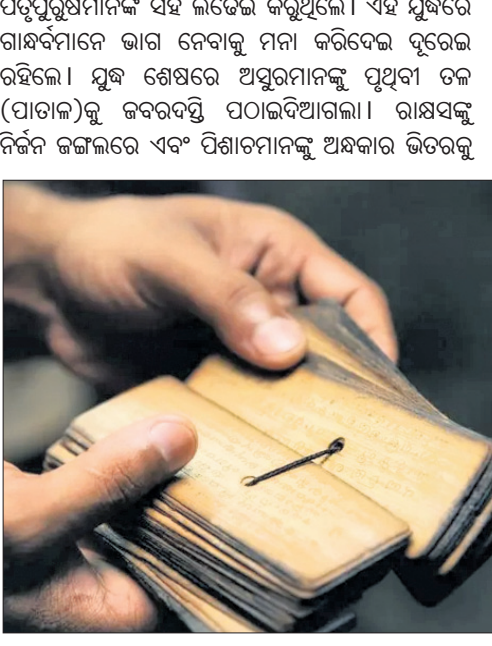 ପିତୃପୁରୁଷମାନଙ୍କ ସହ ଲଢେଇ କରୁଥିଲେ। ଏହି ଯୁଦ୍ଧରେ
ଗାନ୍ଧର୍ବମାନେ ଭାଗ ନେବାକୁ ମନା କରିଦେଇ ଦୂରେଇ
ରହିଲେ। ଯୁଦ୍ଧ ଶେଷରେ ଅସୁରମାନଙ୍କୁ ପୃଥିବୀ ତଳ
(ପାତାଳ)କୁ ଜବରଦସ୍ତି ପଠାଇଦିଆଗଲା। ରାକ୍ଷସଙ୍କୁ
ନିର୍ଜନ ଜଙ୍ଗଲରେ ଏବଂ ପିଶାଚମାନଙ୍କୁ ଅନ୍ଧକାର ଭିତରକୁ